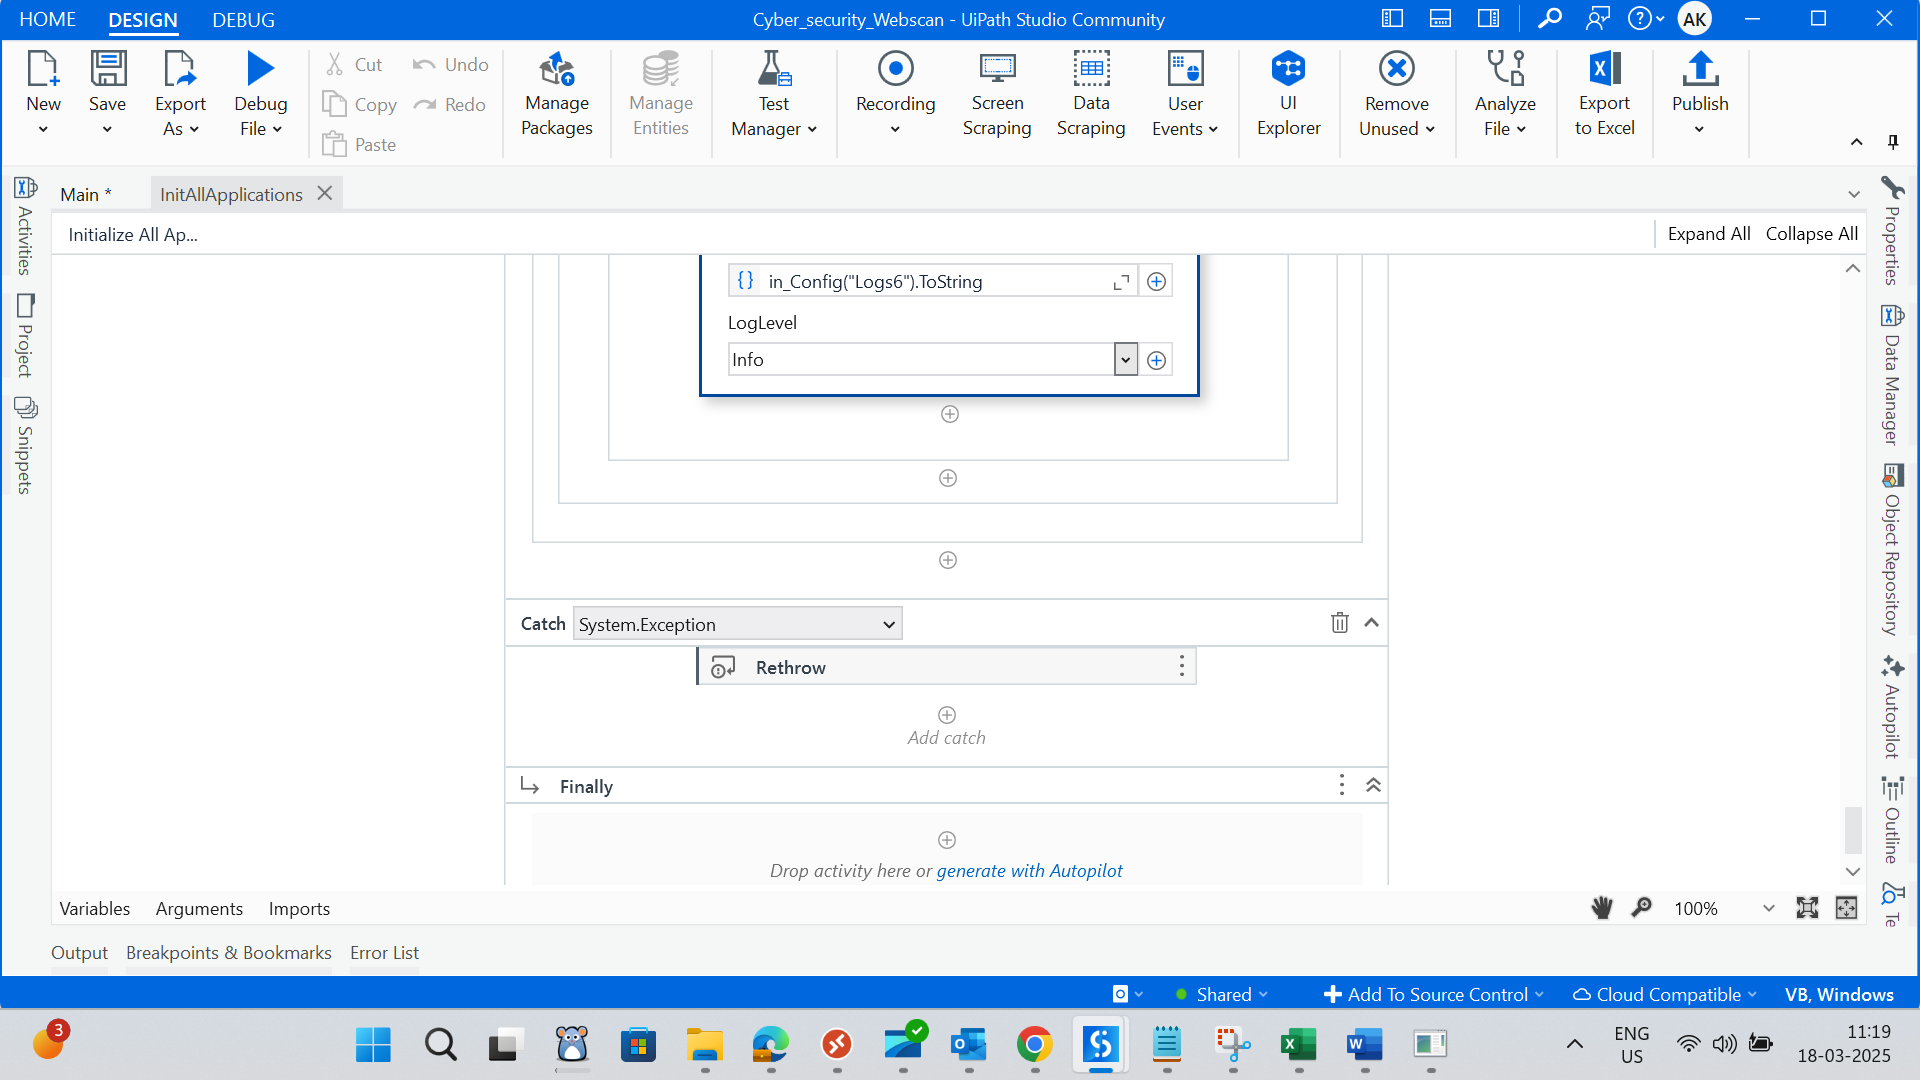 HOME DESIGN DEBUG Cyber_security_Webscan - UiPath Studio Community AK
New Save Export As Debug File Cut Copy Paste Undo Redo Manage Packages Manage Entities Test Manager Recording Screen Scraping Data Scraping User Events UI Explorer Remove Unused Analyze File Export to Excel Publish
Main * InitAllApplications
Initialize All Ap... Expand All Collapse All
Activities
Project
Snippets
in_Config("Logs6").ToString
LogLevel
Info
Catch System.Exception
Rethrow
Add catch
Finally
Drop activity here or generate with Autopilot
Properties
Data Manager
Object Repository
Autopilot
Outline
Te
Variables Arguments Imports 100%
Output Breakpoints & Bookmarks Error List
Shared Add To Source Control Cloud Compatible VB, Windows
3 ENG 11:19
US 18-03-2025